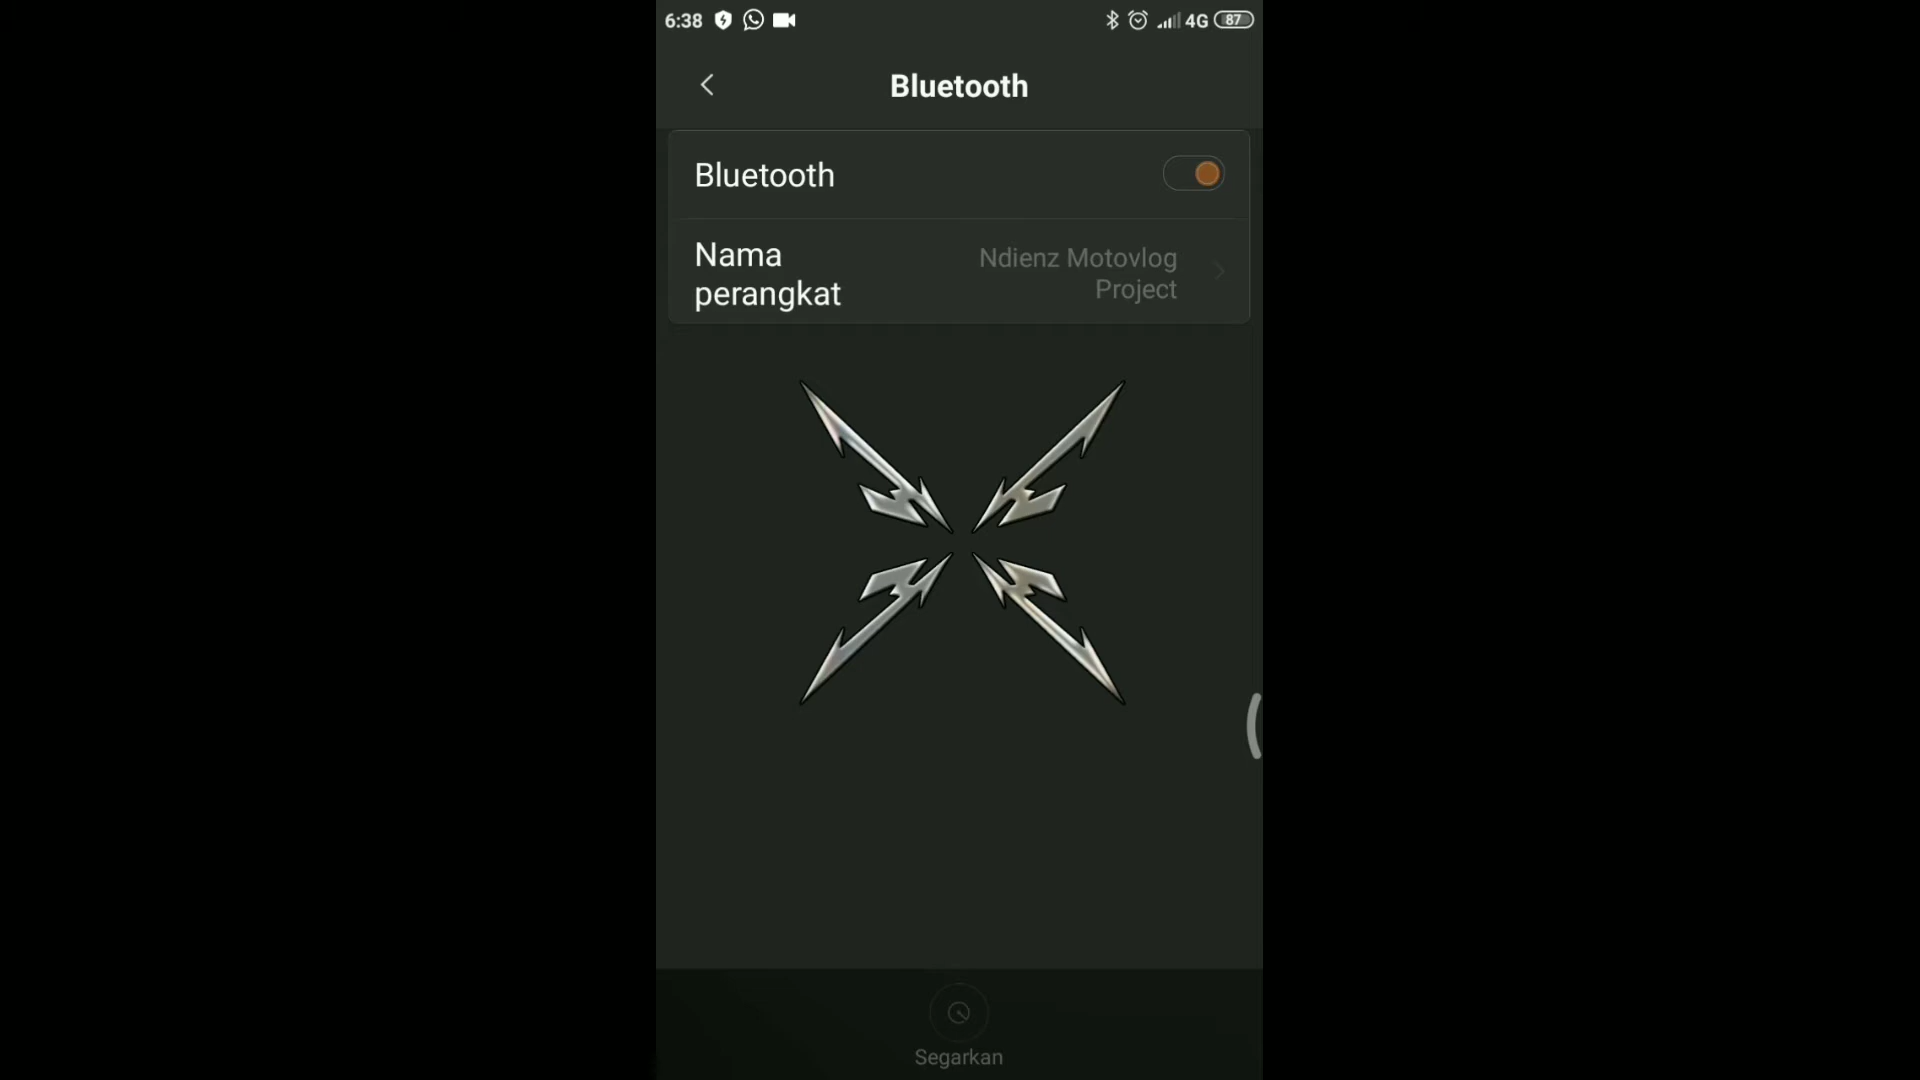 6:38 4G 87
Bluetooth
Bluetooth
Nama
perangkat
Ndienz Motovlog
Project
Segarkan